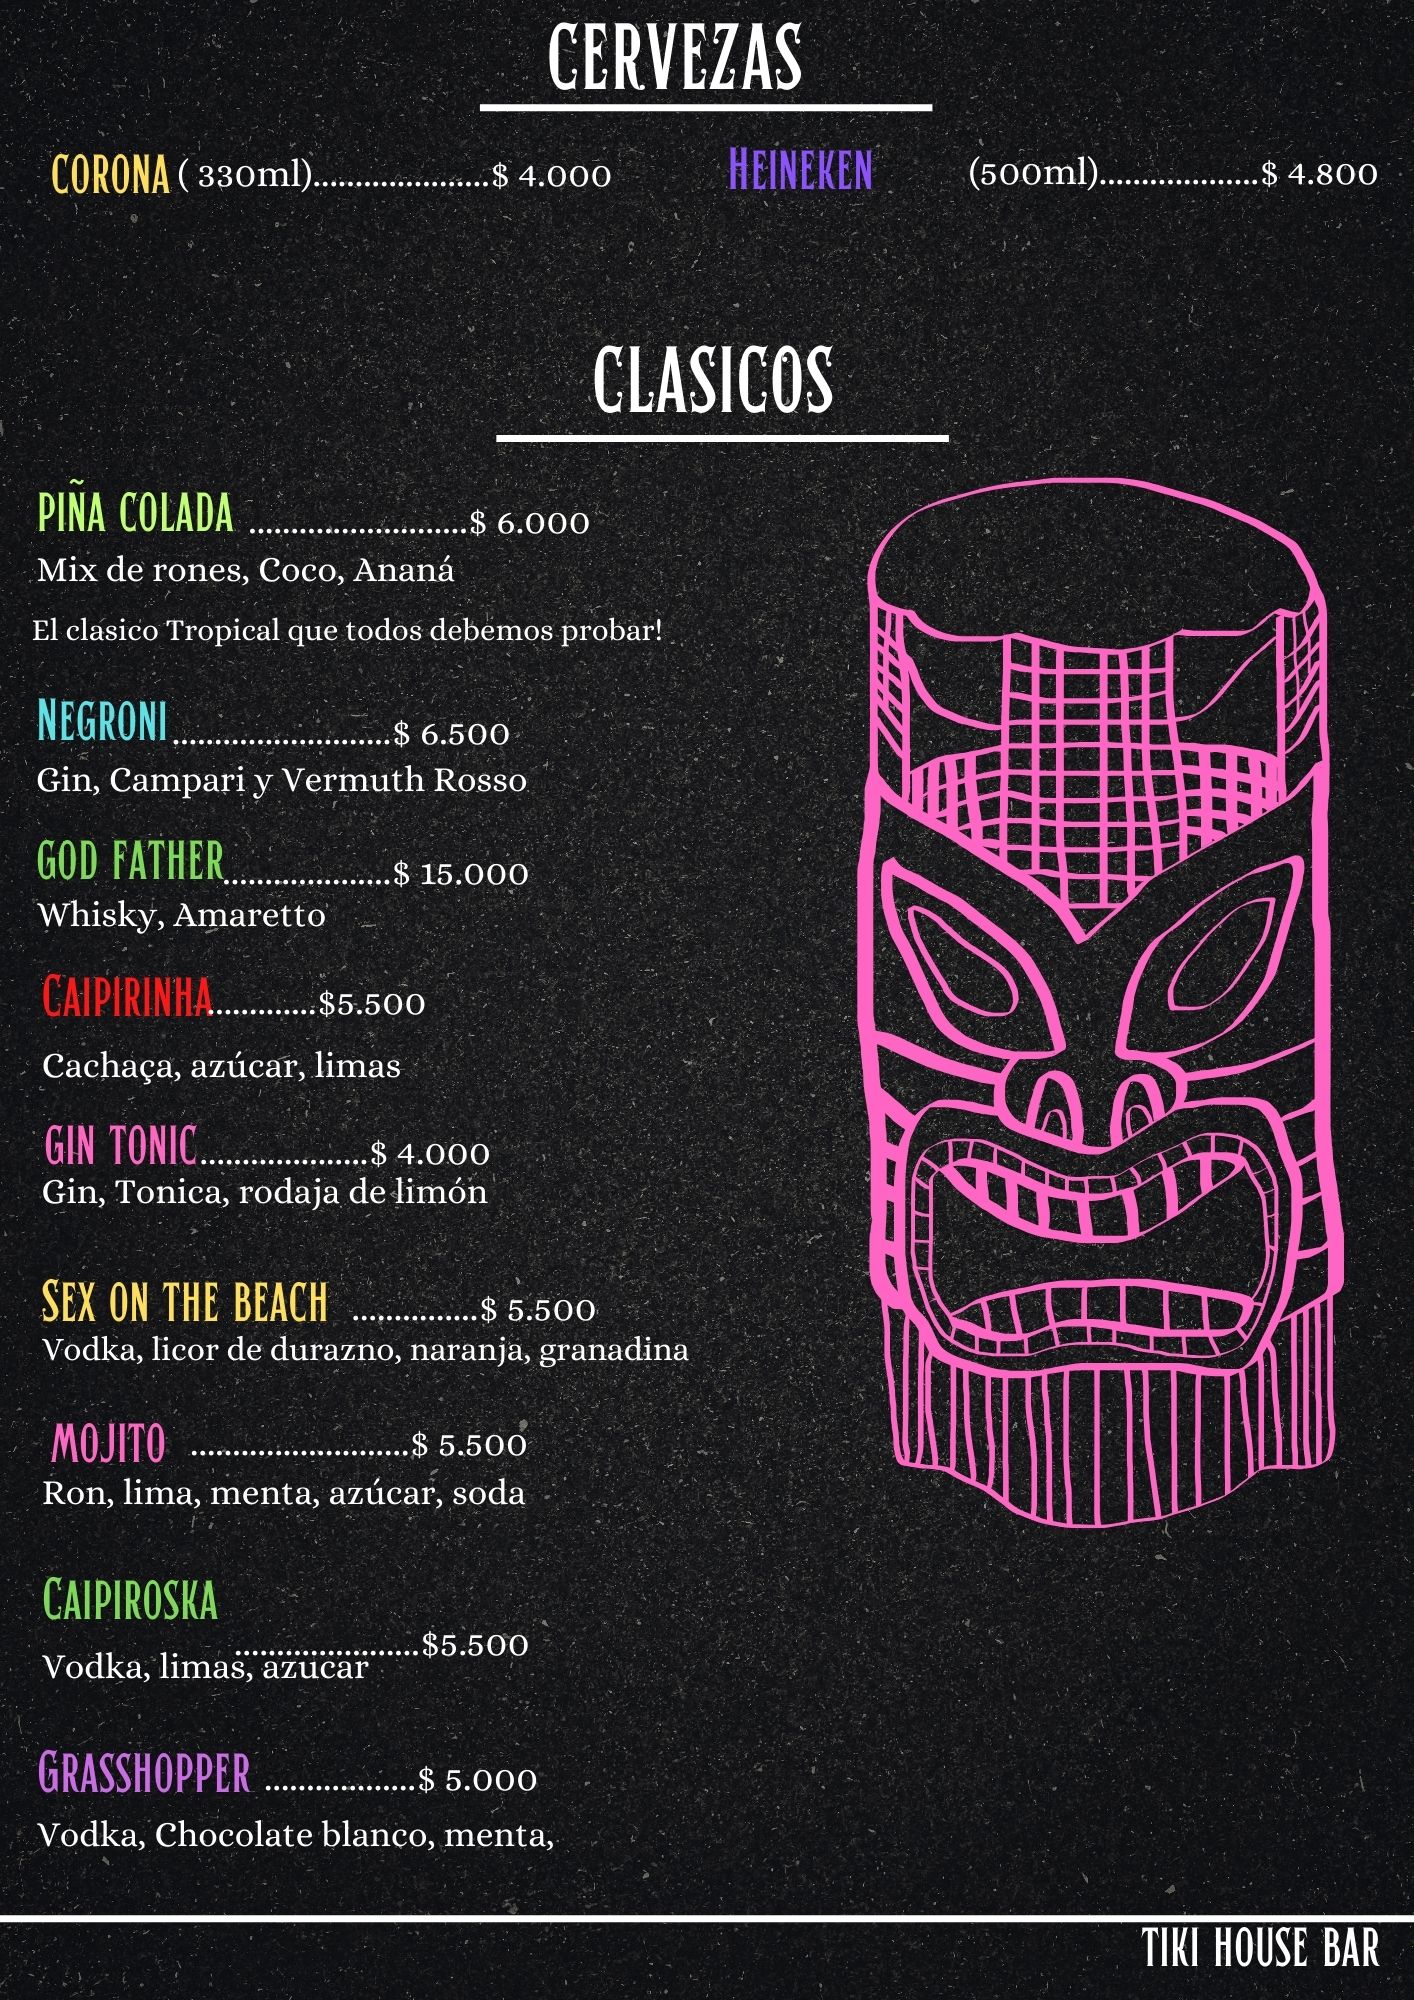 CERVEZAS
CORONA ( 330ml).....................$ 4.000
HEINEKEN (500ml)...................$ 4.800
CLASICOS
PIÑA COLADA ..........................$ 6.000
Mix de rones, Coco, Ananá
El clasico Tropical que todos debemos probar!
NEGRONI ..........................$ 6.500
Gin, Campari y Vermuth Rosso
GOD FATHER....................$ 15.000
Whisky, Amaretto
CAIPIRINHA.............$5.500
Cachaça, azúcar, limas
GIN TONIC....................$ 4.000
Gin, Tonica, rodaja de limón
SEX ON THE BEACH ...............$ 5.500
Vodka, licor de durazno, naranja, granadina
MOJITO ..........................$ 5.500
Ron, lima, menta, azúcar, soda
CAIPIROSKA
......................$5.500
Vodka, limas, azucar
GRASSHOPPER ..................$ 5.000
Vodka, Chocolate blanco, menta,
TIKI HOUSE BAR